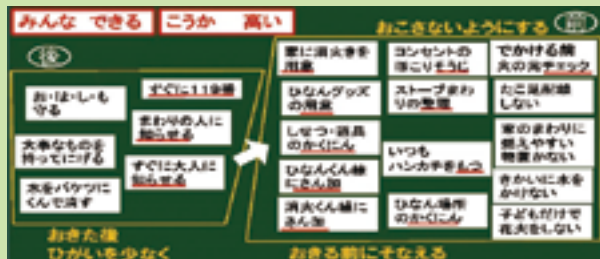 みんな できる
こうか 高い
おこさないようにする
前
後
お・は・し・も
守る
すぐに119番
まわりの人に
知らせる
大事なものを
持ってにげる
すぐに大人に
知らせる
水をバケツに
くんで消す
おきた後
ひがいを少なく
家に消火きを
用意
ひなんグッズ
の用意
しせつ・道具
のかくにん
ひなんくん練
にさん加
消火くん練に
さん加
コンセントの
ほこりそうじ
ストーブまわ
りの整理
いつも
ハンカチをもつ
ひなん場所
のかくにん
でかける前
火の元チェック
たこ足配線
しない
家のまわりに
燃えやすい
物置かない
きかいに水を
かけない
子どもだけで
花火をしない
おきる前にそなえる